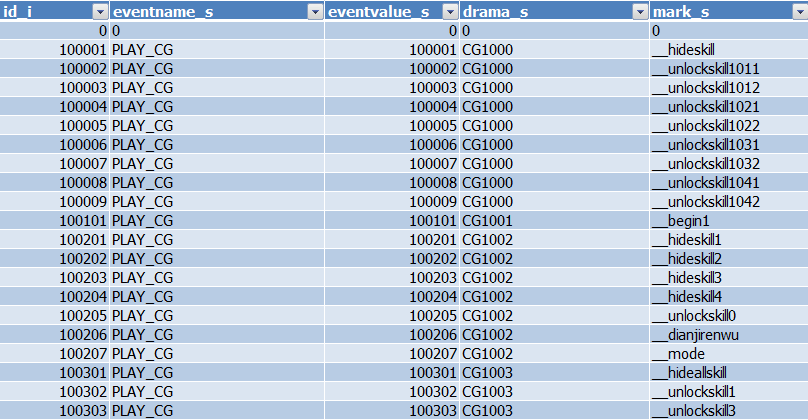 id_i eventname_s eventvalue_s drama_s mark_s
0 0 0 0 0
100001 PLAY_CG 100001 CG1000 __hideskill
100002 PLAY_CG 100002 CG1000 __unlockskill1011
100003 PLAY_CG 100003 CG1000 __unlockskill1012
100004 PLAY_CG 100004 CG1000 __unlockskill1021
100005 PLAY_CG 100005 CG1000 __unlockskill1022
100006 PLAY_CG 100006 CG1000 __unlockskill1031
100007 PLAY_CG 100007 CG1000 __unlockskill1032
100008 PLAY_CG 100008 CG1000 __unlockskill1041
100009 PLAY_CG 100009 CG1000 __unlockskill1042
100101 PLAY_CG 100101 CG1001 __begin1
100201 PLAY_CG 100201 CG1002 __hideskill1
100202 PLAY_CG 100202 CG1002 __hideskill2
100203 PLAY_CG 100203 CG1002 __hideskill3
100204 PLAY_CG 100204 CG1002 __hideskill4
100205 PLAY_CG 100205 CG1002 __unlockskill0
100206 PLAY_CG 100206 CG1002 __dianjirenwu
100207 PLAY_CG 100207 CG1002 __mode
100301 PLAY_CG 100301 CG1003 __hideallskill
100302 PLAY_CG 100302 CG1003 __unlockskill1
100303 PLAY_CG 100303 CG1003 __unlockskill3